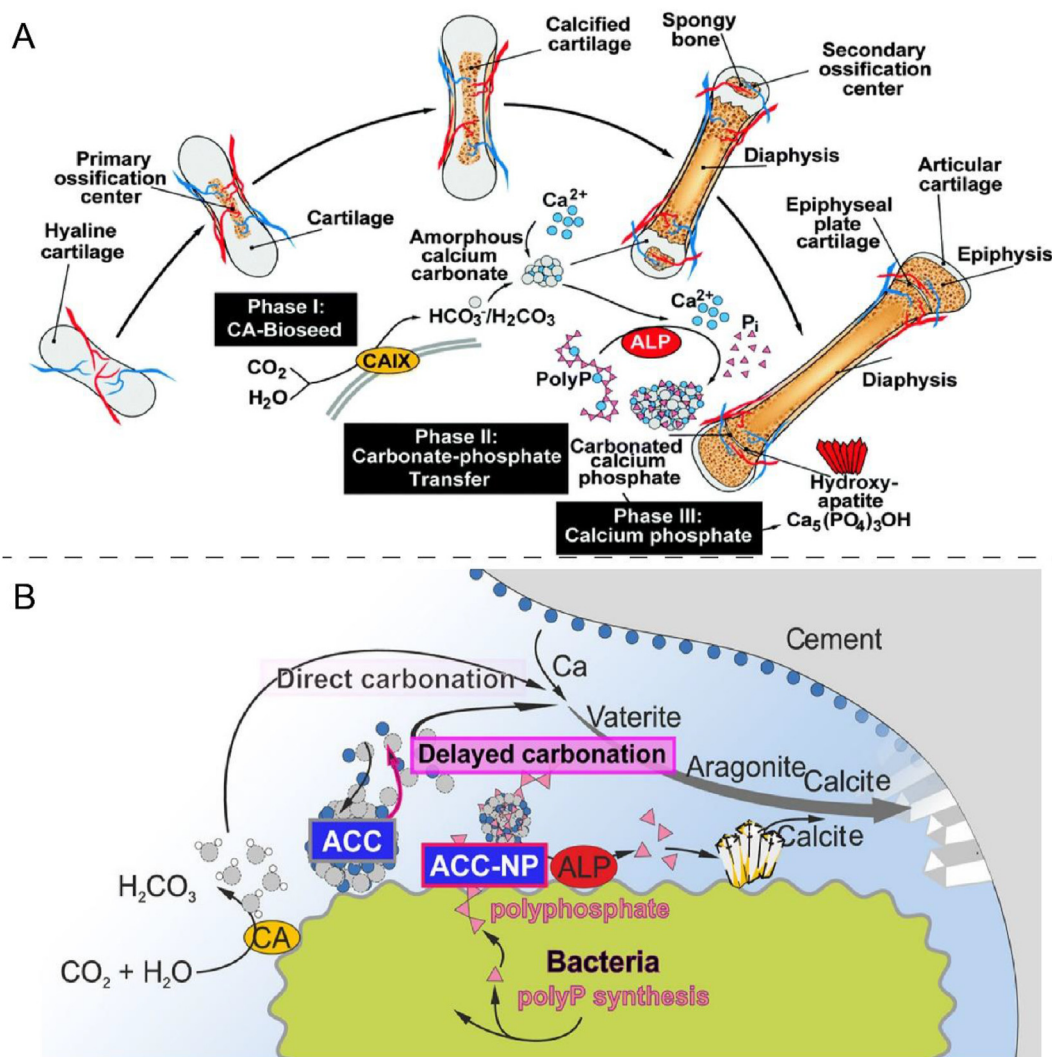 A
Calcified
cartilage
Spongy
bone
Secondary
ossification
center
Primary
ossification
center
Diaphysis
Articular
cartilage
Hyaline
cartilage
Cartilage
Ca2+
Amorphous
calcium
carbonate
Epiphyseal
plate
cartilage
Epiphysis
Phase I:
CA-Bioseed
HCO3-/H2CO3
Ca2+
Pi
CAIX
ALP
CO2
H2O
PolyP
Diaphysis
Phase II:
Carbonate-phosphate
Transfer
Carbonated
calcium
phosphate
Hydroxy-
apatite
Ca5(PO4)3OH
Phase III:
Calcium phosphate
B
Cement
Direct carbonation
Ca
Vaterite
Delayed carbonation
Aragonite
Calcite
ACC
Calcite
ACC-NP
ALP
H2CO3
polyphosphate
CA
CO2 + H2O
Bacteria
polyP synthesis